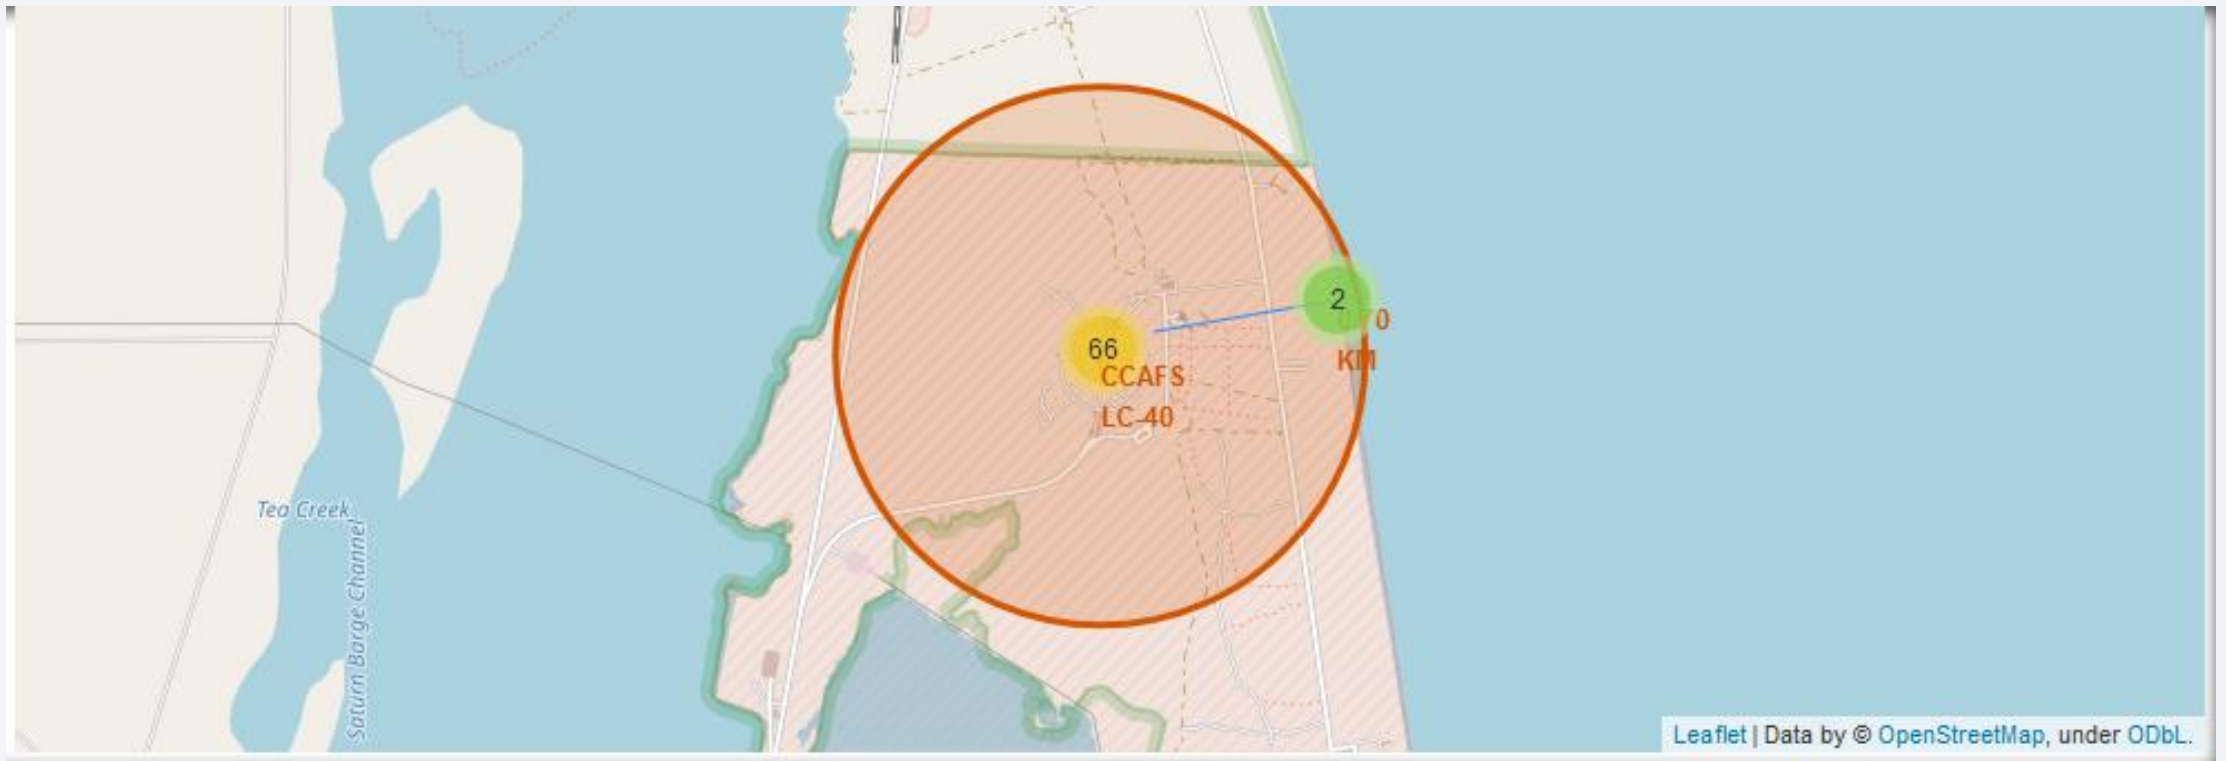 2
66
KM
CCAFS
LC-40
Tea Creek
Saturn Barge Channel
Leaflet | Data by © OpenStreetMap, under ODbL.